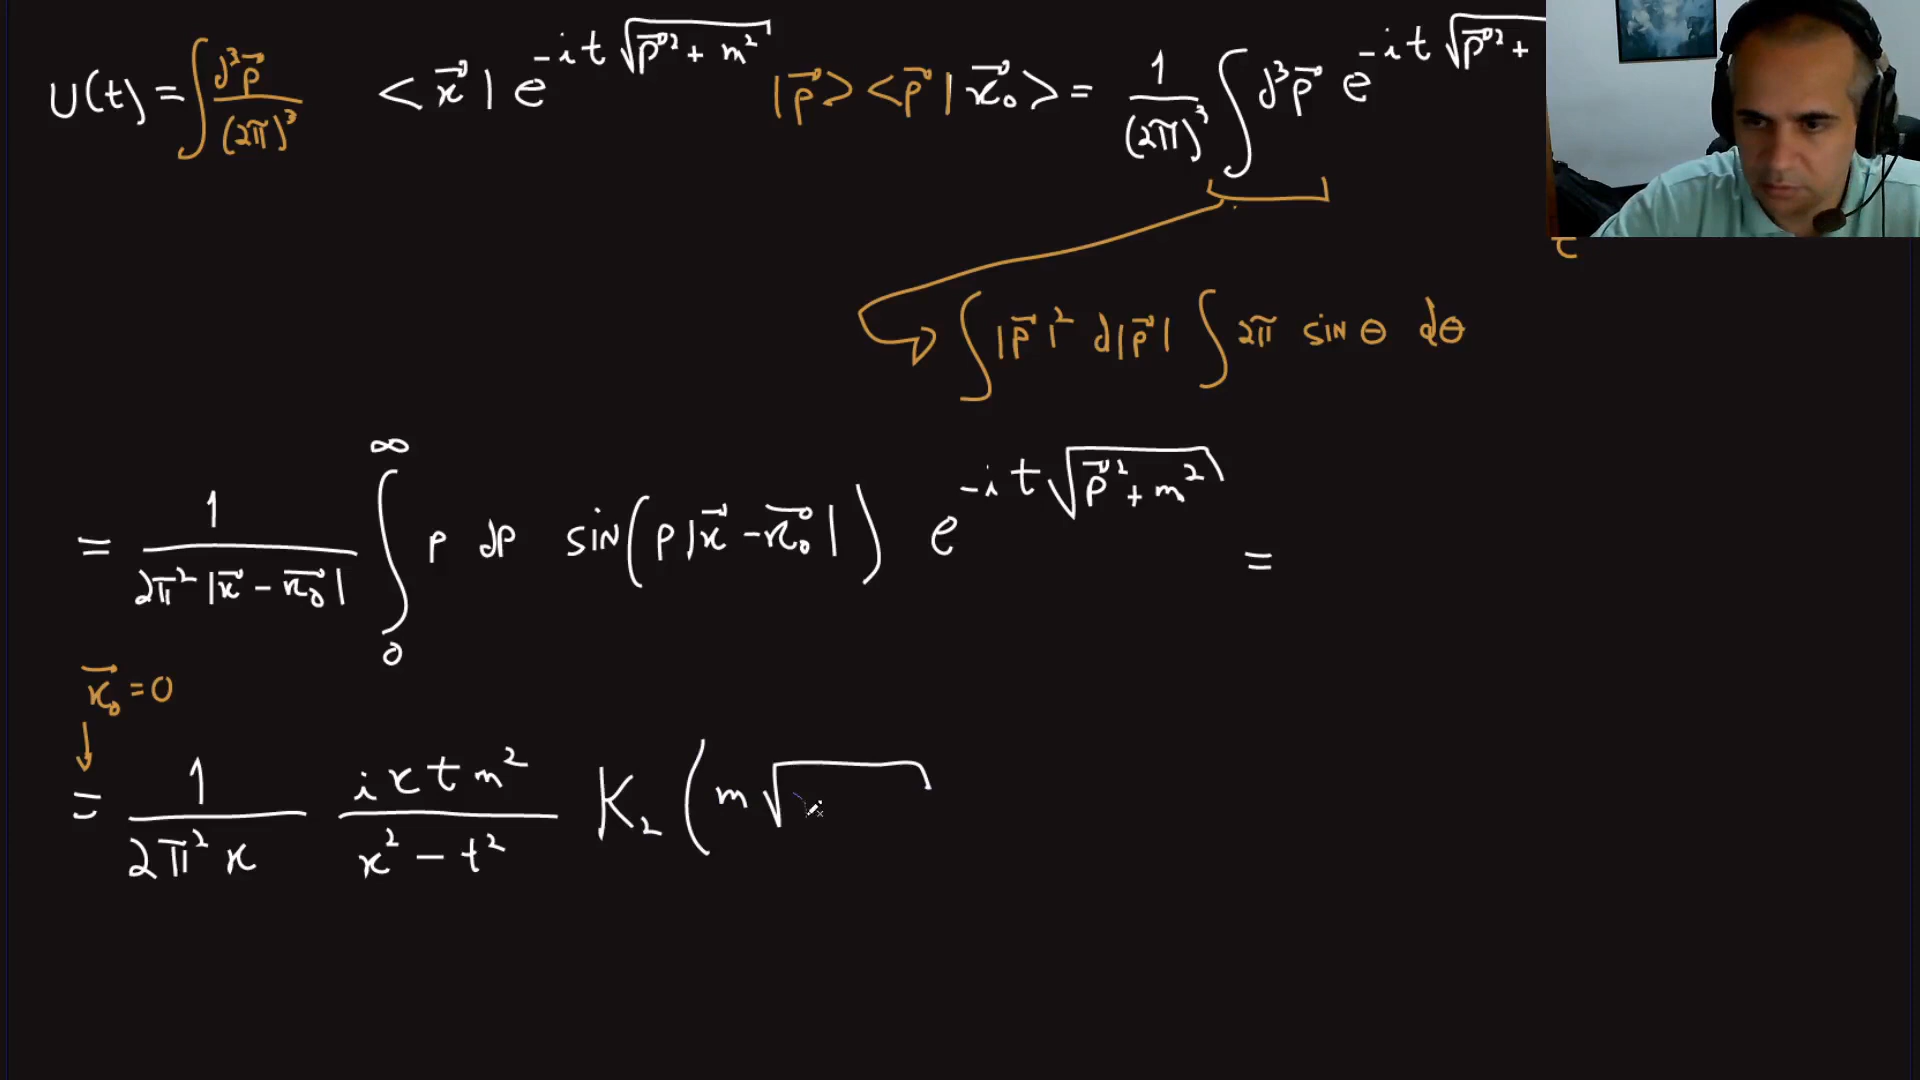 U(t) = ∫ d³p⃗/(2π)³ <x⃗| e^{-it√(p⃗² + m²)} |p⃗> <p⃗|x⃗₀> = 1/(2π)³ ∫ d³p⃗ e^{-it√(p⃗² +
∫ |p⃗|² d|p⃗| ∫ 2π sin θ dθ
= 1/(2π² |x⃗ - x⃗₀|) ∫₀^∞ p dp sin(p|x⃗ - x⃗₀|) e^{-it√(p⃗² + m²)} =
x⃗₀ = 0
= 1/(2π² x) i x t m²/(x² - t²) K₂ (m√